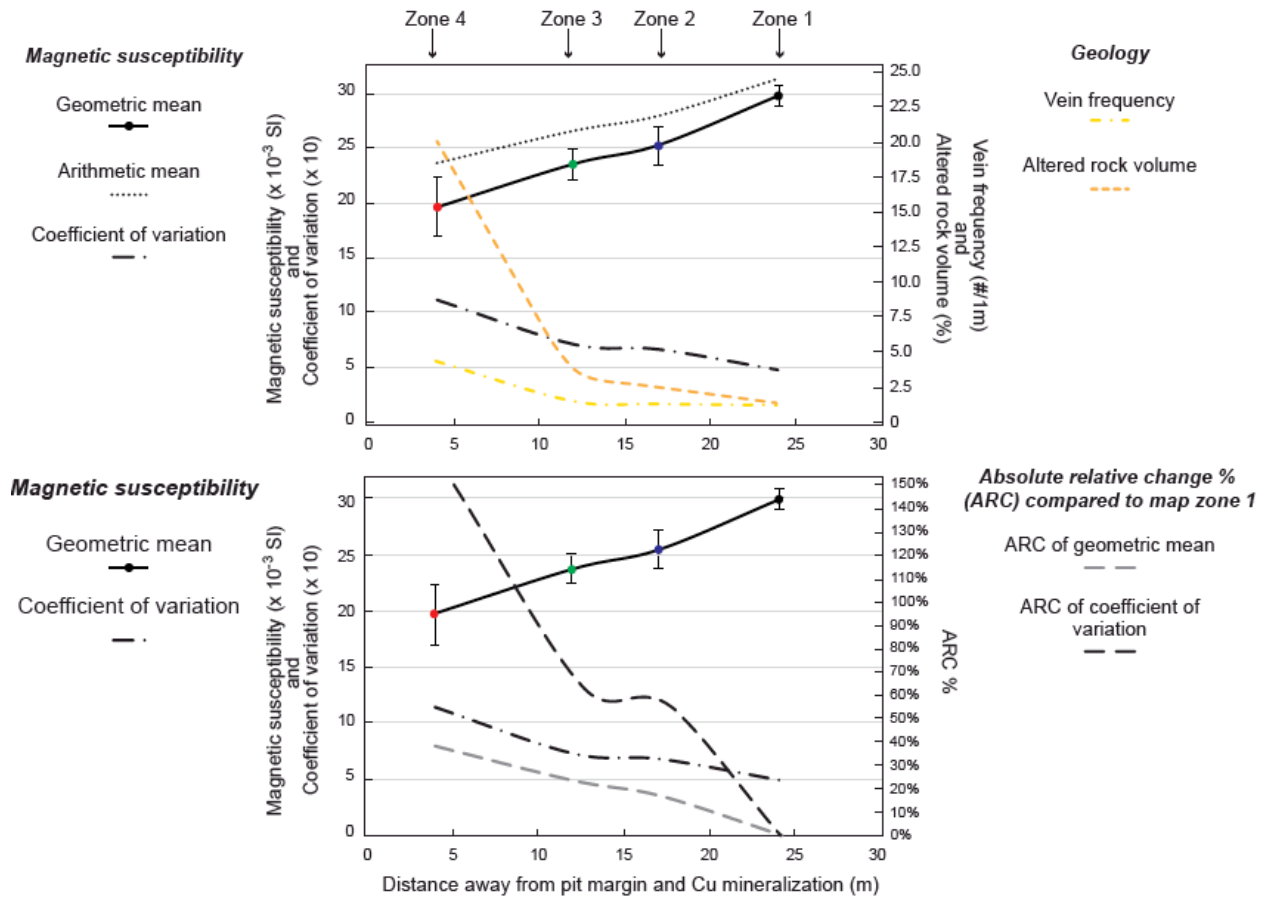 Zone 4
Zone 3
Zone 2
Zone 1
Magnetic susceptibility
Geometric mean
Arithmetic mean
Coefficient of variation
Magnetic susceptibility (x 10-3 SI)
and
Coefficient of variation (x 10)
30
25
20
15
10
5
0
0
5
10
15
20
25
30
25.0
22.5
20.0
17.5
15.0
12.5
10.0
7.5
5.0
2.5
0
Vein frequency (#/1m)
and
Altered rock volume (%)
Geology
Vein frequency
Altered rock volume
Magnetic susceptibility
Geometric mean
Coefficient of variation
Magnetic susceptibility (x 10-3 SI)
and
Coefficient of variation (x 10)
30
25
20
15
10
5
0
0
5
10
15
20
25
30
Distance away from pit margin and Cu mineralization (m)
150%
140%
130%
120%
110%
100%
90%
80%
70%
60%
50%
40%
30%
20%
10%
0%
ARC %
Absolute relative change %
(ARC) compared to map zone 1
ARC of geometric mean
ARC of coefficient of
variation